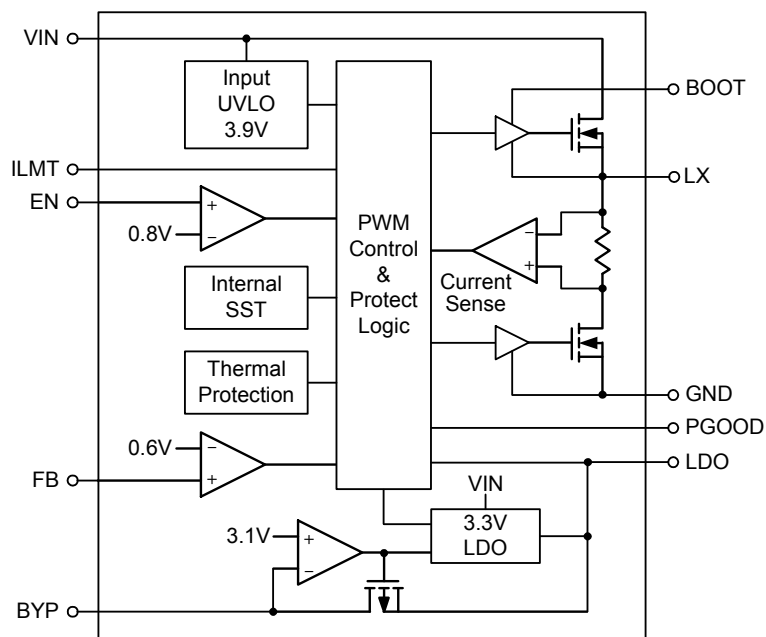 VIN
Input
UVLO
3.9V
BOOT
ILMT
LX
EN
+
−
0.8V
PWM
Control
&
Protect
Logic
−
+
Current
Sense
Internal
SST
Thermal
Protection
GND
PGOOD
0.6V
−
+
LDO
FB
VIN
3.3V
LDO
3.1V
+
−
BYP